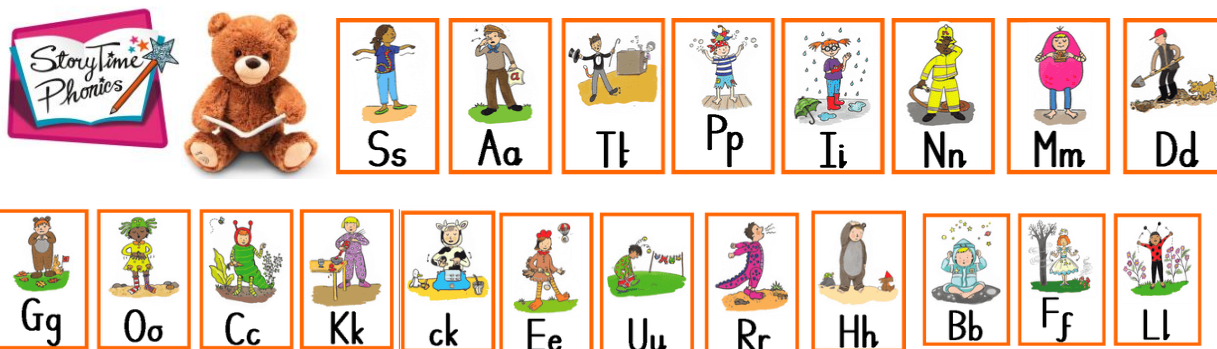 StoryTime
Phonics
Ss
Aa
a
Tt
Pp
Ii
Nn
Mm
Dd
Gg
Oo
Cc
Kk
ck
Ee
Uu
Rr
Hh
Bb
Ff
Ll